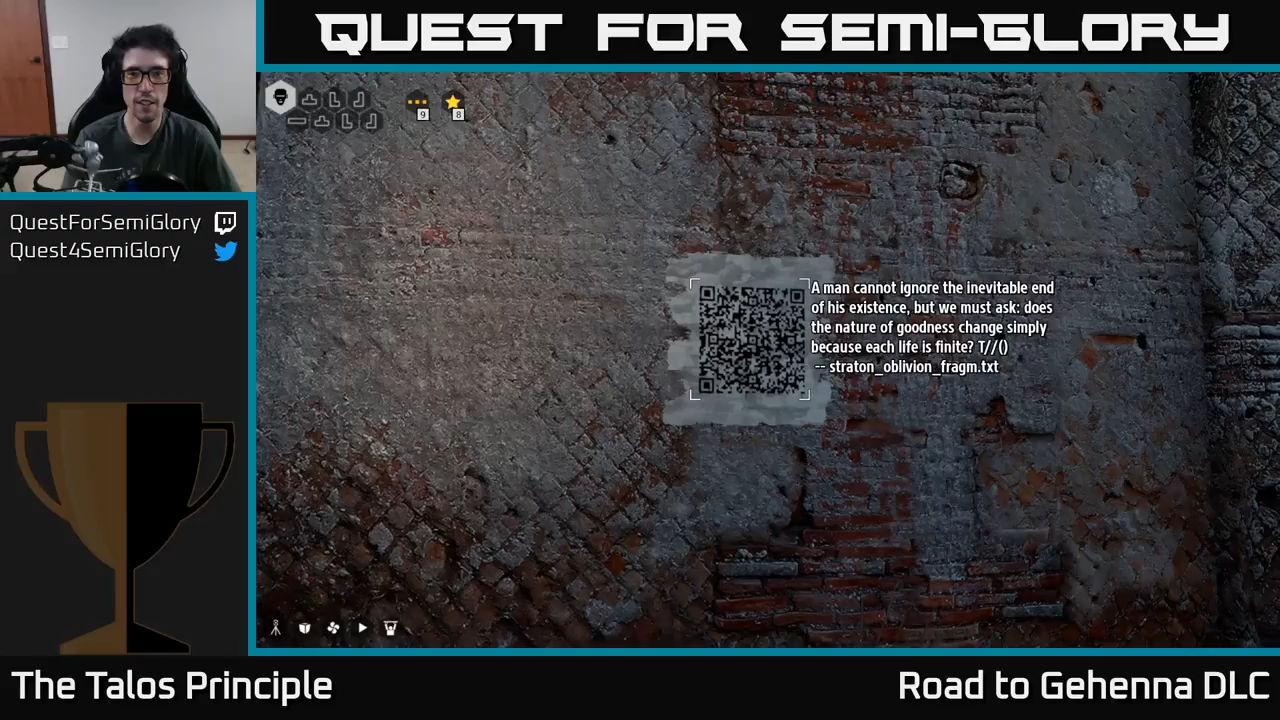 QUEST FOR SEMI-GLORY
9
8
QuestForSemiGlory
Quest4SemiGlory
A man cannot ignore the inevitable end
of his existence, but we must ask: does
the nature of goodness change simply
because each life is finite? T//()
-- straton_oblivion_fragm.txt
The Talos Principle
Road to Gehenna DLC